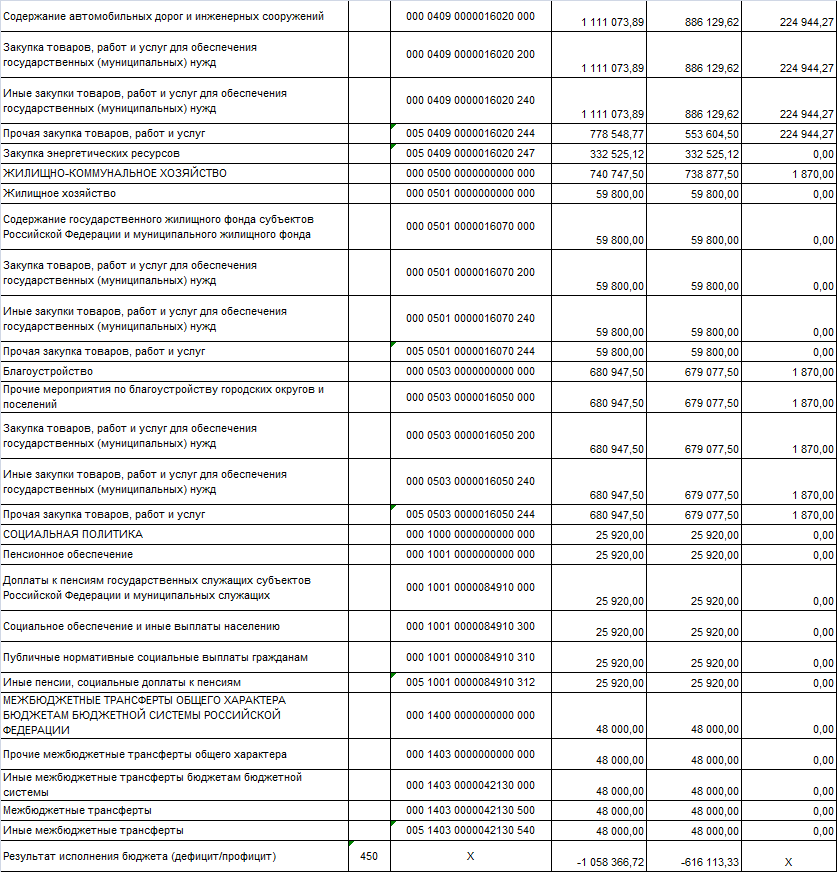 Содержание автомобильных дорог и инженерных сооружений 000 0409 0000016020 000 1 111 073,89 886 129,62 224 944,27
Закупка товаров, работ и услуг для обеспечения
государственных (муниципальных) нужд 000 0409 0000016020 200 1 111 073,89 886 129,62 224 944,27
Иные закупки товаров, работ и услуг для обеспечения
государственных (муниципальных) нужд 000 0409 0000016020 240 1 111 073,89 886 129,62 224 944,27
Прочая закупка товаров, работ и услуг 005 0409 0000016020 244 778 548,77 553 604,50 224 944,27
Закупка энергетических ресурсов 005 0409 0000016020 247 332 525,12 332 525,12 0,00
ЖИЛИЩНО-КОММУНАЛЬНОЕ ХОЗЯЙСТВО 000 0500 0000000000 000 740 747,50 738 877,50 1 870,00
Жилищное хозяйство 000 0501 0000000000 000 59 800,00 59 800,00 0,00
Содержание государственного жилищного фонда субъектов
Российской Федерации и муниципального жилищного фонда 000 0501 0000016070 000 59 800,00 59 800,00 0,00
Закупка товаров, работ и услуг для обеспечения
государственных (муниципальных) нужд 000 0501 0000016070 200 59 800,00 59 800,00 0,00
Иные закупки товаров, работ и услуг для обеспечения
государственных (муниципальных) нужд 000 0501 0000016070 240 59 800,00 59 800,00 0,00
Прочая закупка товаров, работ и услуг 005 0501 0000016070 244 59 800,00 59 800,00 0,00
Благоустройство 000 0503 0000000000 000 680 947,50 679 077,50 1 870,00
Прочие мероприятия по благоустройству городских округов и
поселений 000 0503 0000016050 000 680 947,50 679 077,50 1 870,00
Закупка товаров, работ и услуг для обеспечения
государственных (муниципальных) нужд 000 0503 0000016050 200 680 947,50 679 077,50 1 870,00
Иные закупки товаров, работ и услуг для обеспечения
государственных (муниципальных) нужд 000 0503 0000016050 240 680 947,50 679 077,50 1 870,00
Прочая закупка товаров, работ и услуг 005 0503 0000016050 244 680 947,50 679 077,50 1 870,00
СОЦИАЛЬНАЯ ПОЛИТИКА 000 1000 0000000000 000 25 920,00 25 920,00 0,00
Пенсионное обеспечение 000 1001 0000000000 000 25 920,00 25 920,00 0,00
Доплаты к пенсиям государственных служащих субъектов
Российской Федерации и муниципальных служащих 000 1001 0000084910 000 25 920,00 25 920,00 0,00
Социальное обеспечение и иные выплаты населению 000 1001 0000084910 300 25 920,00 25 920,00 0,00
Публичные нормативные социальные выплаты гражданам 000 1001 0000084910 310 25 920,00 25 920,00 0,00
Иные пенсии, социальные доплаты к пенсиям 005 1001 0000084910 312 25 920,00 25 920,00 0,00
МЕЖБЮДЖЕТНЫЕ ТРАНСФЕРТЫ ОБЩЕГО ХАРАКТЕРА
БЮДЖЕТАМ БЮДЖЕТНОЙ СИСТЕМЫ РОССИЙСКОЙ
ФЕДЕРАЦИИ 000 1400 0000000000 000 48 000,00 48 000,00 0,00
Прочие межбюджетные трансферты общего характера 000 1403 0000000000 000 48 000,00 48 000,00 0,00
Иные межбюджетные трансферты бюджетам бюджетной
системы 000 1403 0000042130 000 48 000,00 48 000,00 0,00
Межбюджетные трансферты 000 1403 0000042130 500 48 000,00 48 000,00 0,00
Иные межбюджетные трансферты 005 1403 0000042130 540 48 000,00 48 000,00 0,00
Результат исполнения бюджета (дефицит/профицит) 450 X -1 058 366,72 -616 113,33 X